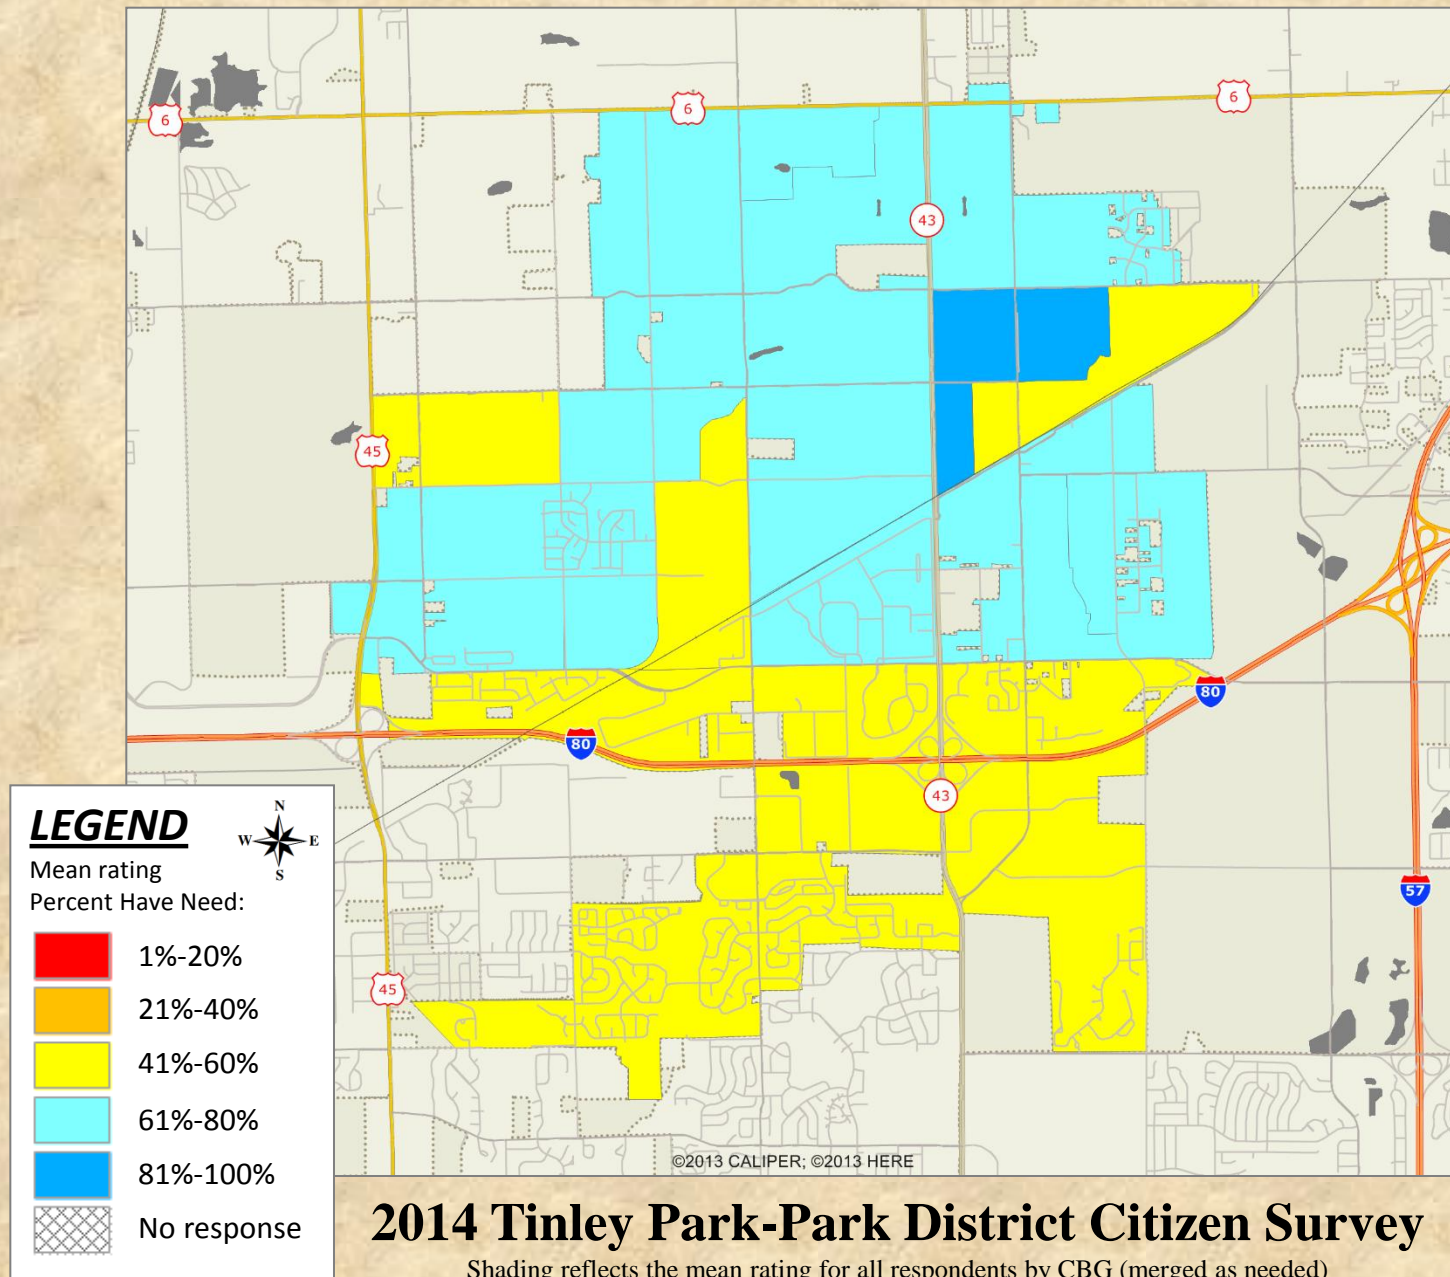 6
6
6
43
45
80
80
43
57
45
LEGEND
N
W E
S
Mean rating
Percent Have Need:
1%-20%
21%-40%
41%-60%
61%-80%
81%-100%
No response
©2013 CALIPER; ©2013 HERE
2014 Tinley Park-Park District Citizen Survey
Shading reflects the mean rating for all respondents by CBG (merged as needed)